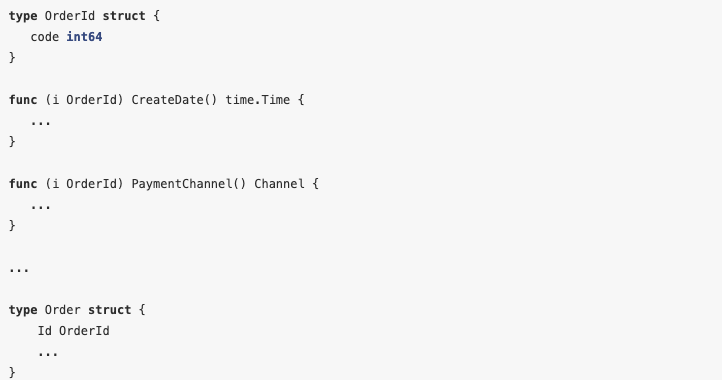 type OrderId struct {
   code int64
}

func (i OrderId) CreateDate() time.Time {
   ...
}

func (i OrderId) PaymentChannel() Channel {
   ...
}

...

type Order struct {
    Id OrderId
    ...
}